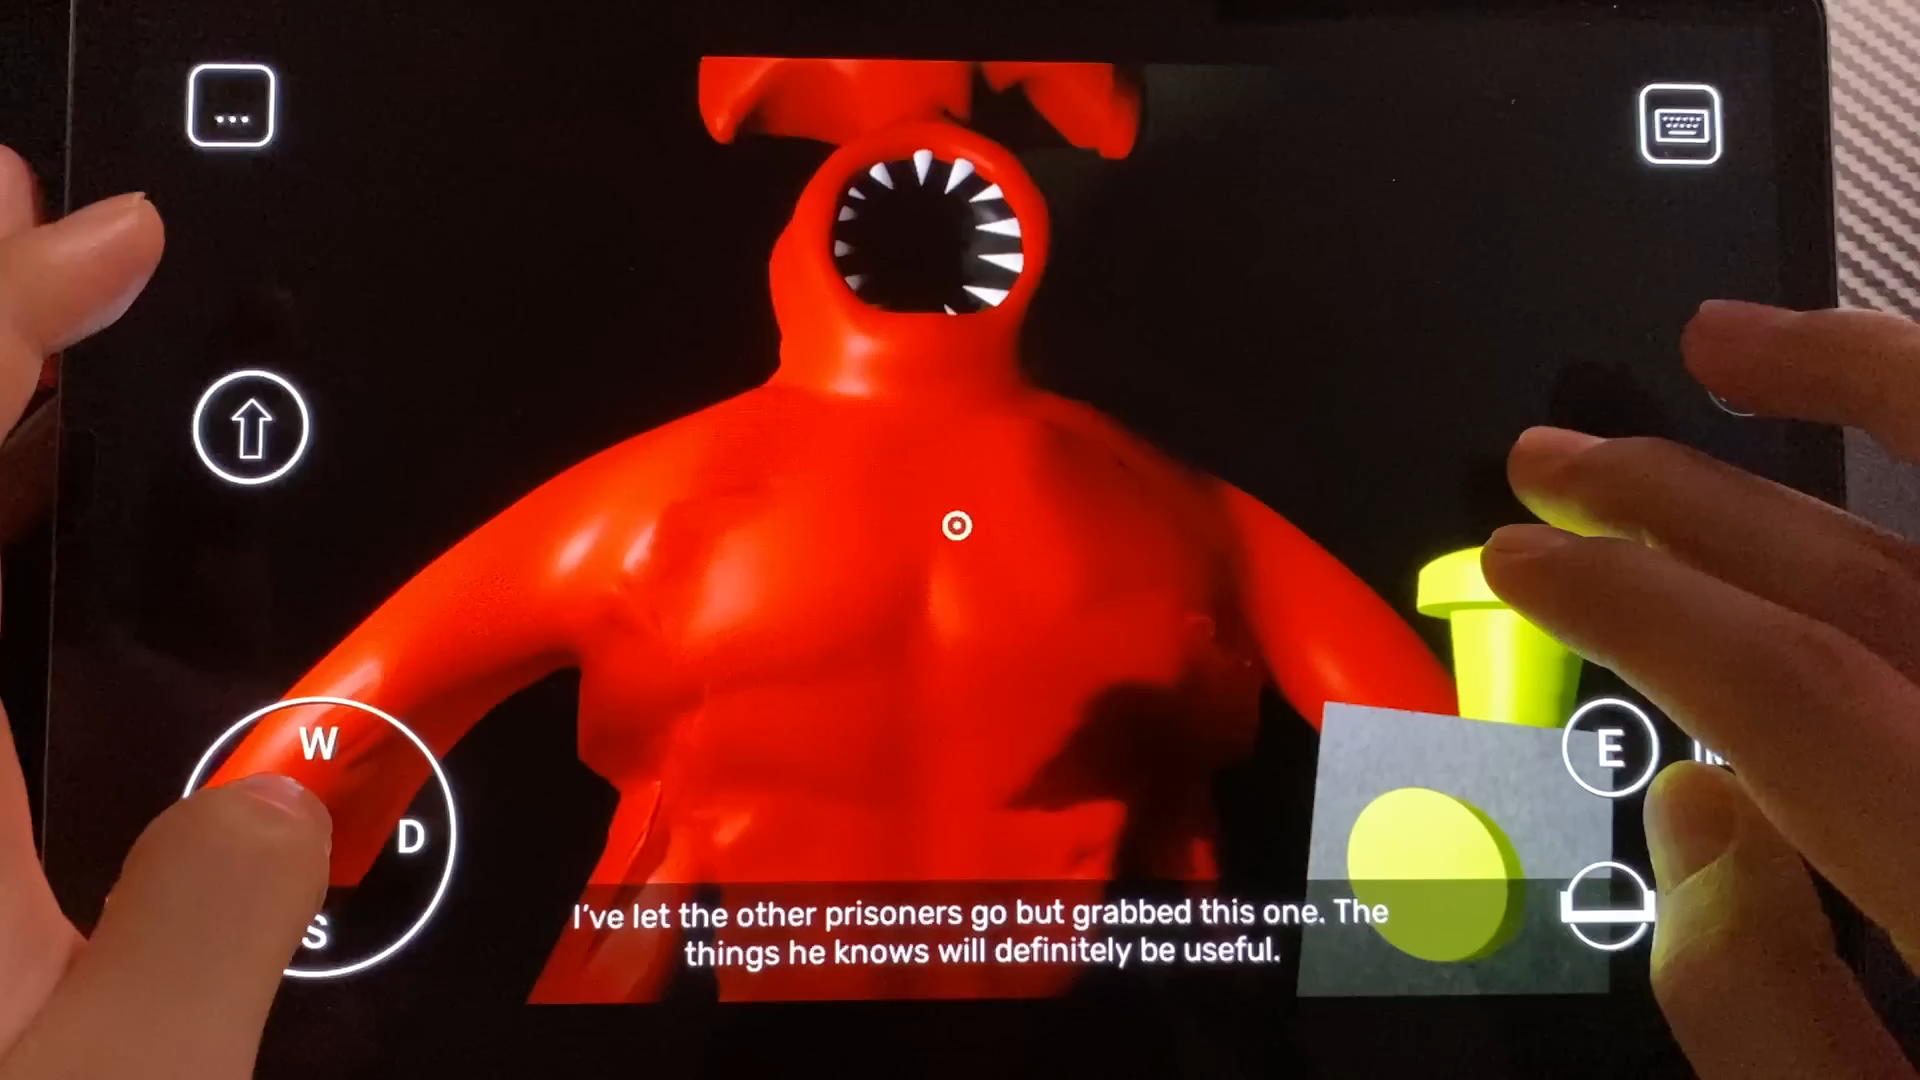 W
D
S
E
I've let the other prisoners go but grabbed this one. The
things he knows will definitely be useful.